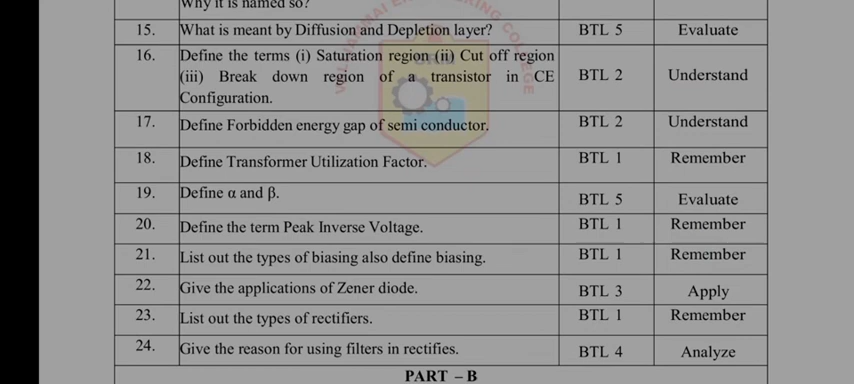 Why it is named so?
15. What is meant by Diffusion and Depletion layer? BTL 5 Evaluate
16. Define the terms (i) Saturation region (ii) Cut off region
(iii) Break down region of a transistor in CE BTL 2 Understand
Configuration.
17. Define Forbidden energy gap of semi conductor. BTL 2 Understand
18. Define Transformer Utilization Factor. BTL 1 Remember
19. Define α and β. BTL 5 Evaluate
20. Define the term Peak Inverse Voltage. BTL 1 Remember
21. List out the types of biasing also define biasing. BTL 1 Remember
22. Give the applications of Zener diode. BTL 3 Apply
23. List out the types of rectifiers. BTL 1 Remember
24. Give the reason for using filters in rectifies. BTL 4 Analyze
PART – B